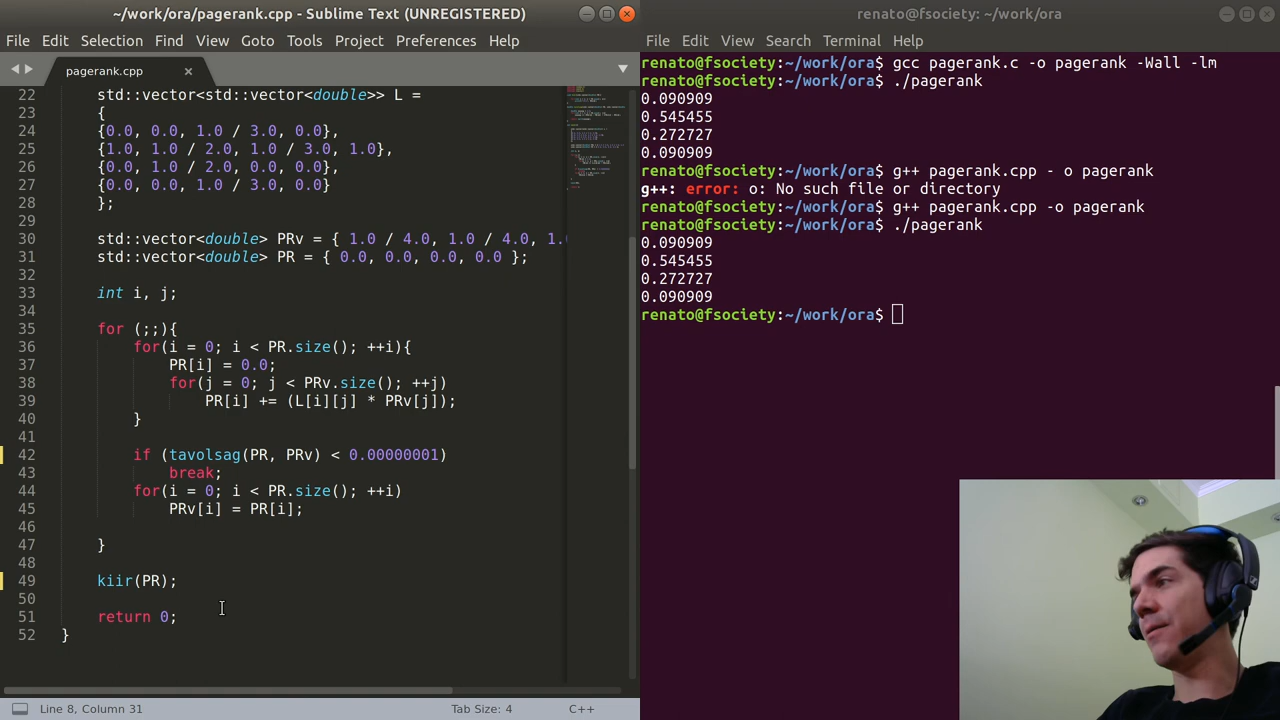 ~/work/ora/pagerank.cpp - Sublime Text (UNREGISTERED)
File Edit Selection Find View Goto Tools Project Preferences Help
pagerank.cpp
22 std::vector<std::vector<double>> L =
23 {
24 {0.0, 0.0, 1.0 / 3.0, 0.0},
25 {1.0, 1.0 / 2.0, 1.0 / 3.0, 1.0},
26 {0.0, 1.0 / 2.0, 0.0, 0.0},
27 {0.0, 0.0, 1.0 / 3.0, 0.0}
28 };
29
30 std::vector<double> PRv = { 1.0 / 4.0, 1.0 / 4.0, 1.0
31 std::vector<double> PR = { 0.0, 0.0, 0.0, 0.0 };
32
33 int i, j;
34
35 for (;;){
36 for(i = 0; i < PR.size(); ++i){
37 PR[i] = 0.0;
38 for(j = 0; j < PRv.size(); ++j)
39 PR[i] += (L[i][j] * PRv[j]);
40 }
41
42 if (tavolsag(PR, PRv) < 0.00000001)
43 break;
44 for(i = 0; i < PR.size(); ++i)
45 PRv[i] = PR[i];
46
47 }
48
49 kiir(PR);
50
51 return 0;
52 }
Line 8, Column 31 Tab Size: 4 C++
renato@fsociety: ~/work/ora
File Edit View Search Terminal Help
renato@fsociety:~/work/ora$ gcc pagerank.c -o pagerank -Wall -lm
renato@fsociety:~/work/ora$ ./pagerank
0.090909
0.545455
0.272727
0.090909
renato@fsociety:~/work/ora$ g++ pagerank.cpp - o pagerank
g++: error: o: No such file or directory
renato@fsociety:~/work/ora$ g++ pagerank.cpp -o pagerank
renato@fsociety:~/work/ora$ ./pagerank
0.090909
0.545455
0.272727
0.090909
renato@fsociety:~/work/ora$